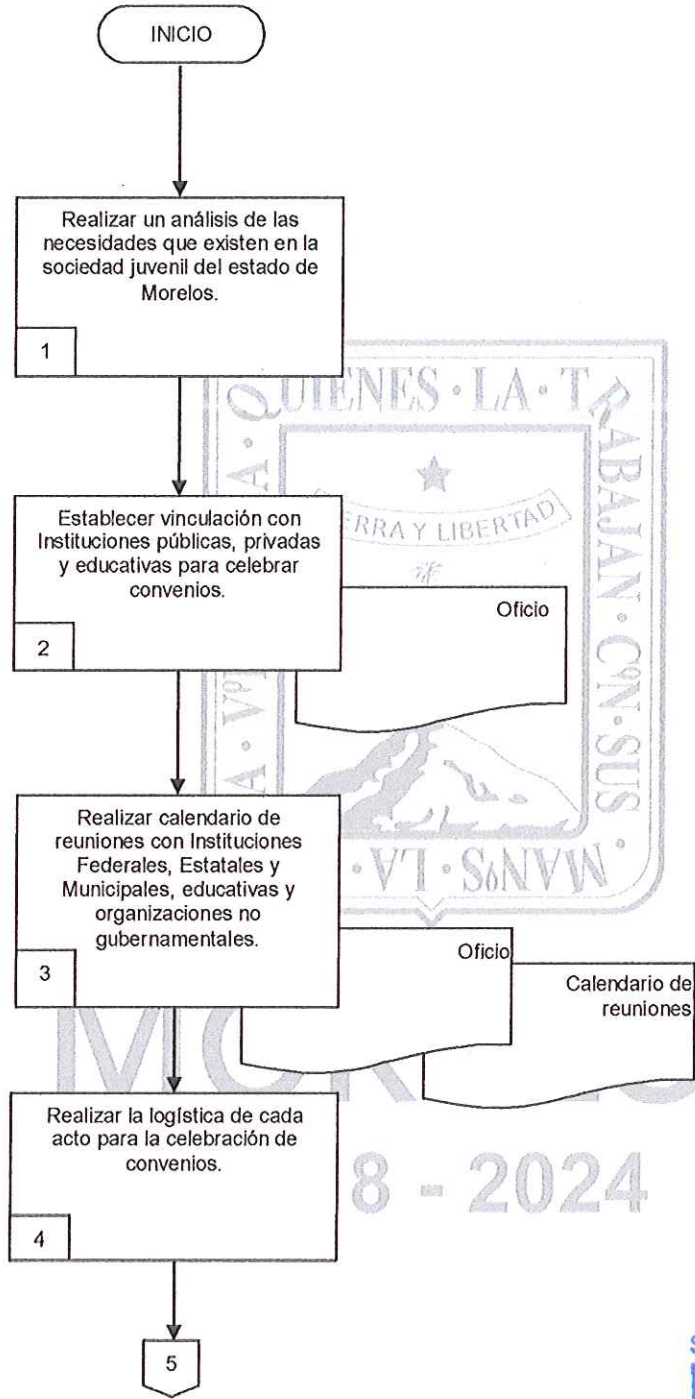 INICIO
Realizar un análisis de las
necesidades que existen en la
sociedad juvenil del estado de
Morelos.
1
QUIENES · LA · TRABAJAN · CºN · SUS ·
MANºS · LA ·
TIERRA Y LIBERTAD
Establecer vinculación con
Instituciones públicas, privadas
y educativas para celebrar
convenios.
2
Oficio
Realizar calendario de
reuniones con Instituciones
Federales, Estatales y
Municipales, educativas y
organizaciones no
gubernamentales.
3
Oficio
Calendario de
reuniones
Realizar la logística de cada
acto para la celebración de
convenios.
4
8 - 2024
5